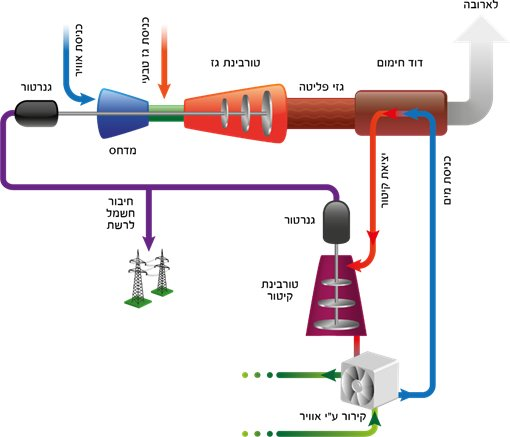 לארובה
כניסת אוויר
כניסת גז טבעי
טורבינת גז
גזי פליטה
דוד חימום
גנרטור
מדחס
יציאת קיטור
כניסת מים
חיבור
חשמל
לרשת
גנרטור
טורבינת
קיטור
קירור ע"י אוויר